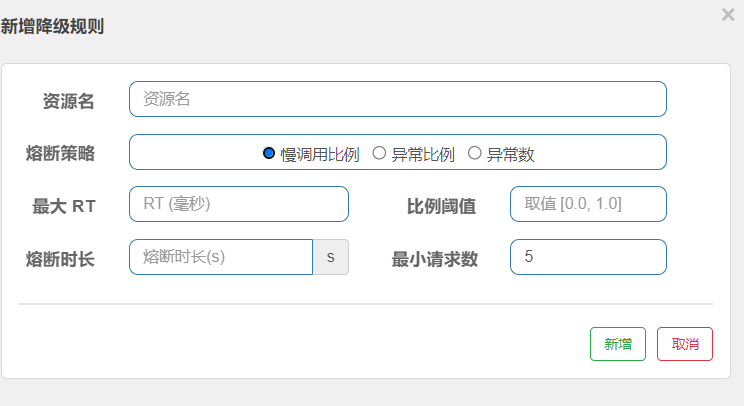 新增降级规则
×
资源名 资源名
熔断策略 慢调用比例 异常比例 异常数
最大 RT RT (毫秒) 比例阈值 取值 [0.0, 1.0]
熔断时长 熔断时长(s) s 最小请求数 5
新增 取消